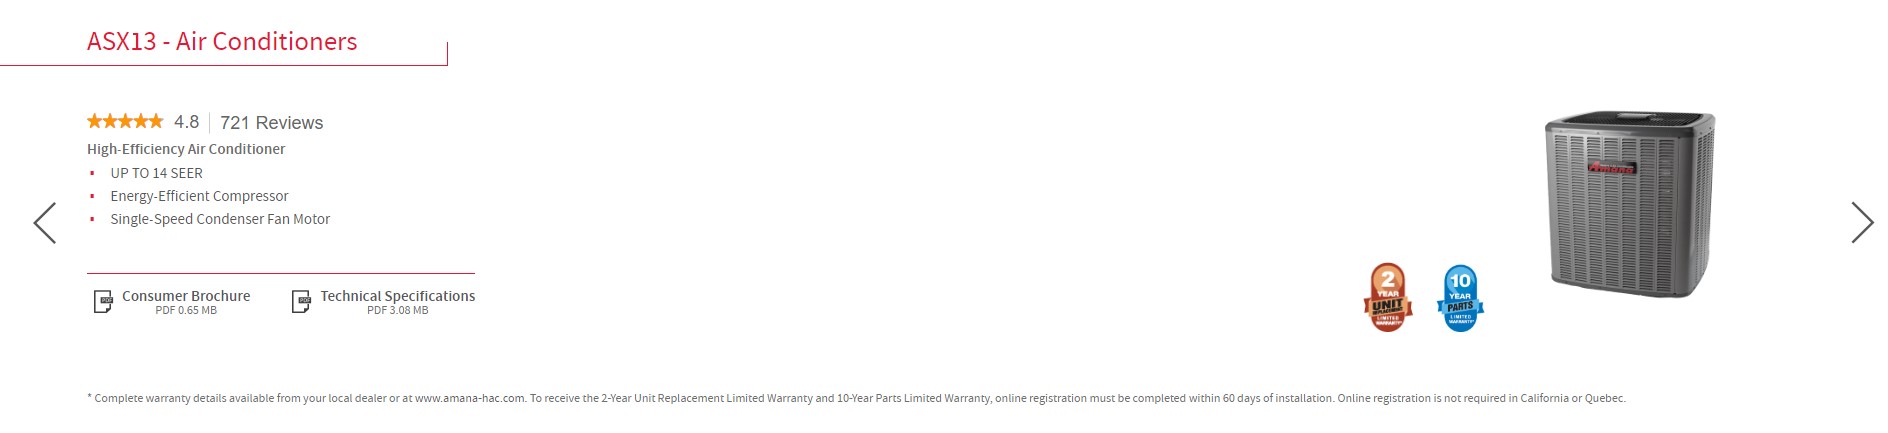 ASX13 - Air Conditioners
4.8
721 Reviews
High-Efficiency Air Conditioner
UP TO 14 SEER
Energy-Efficient Compressor
Single-Speed Condenser Fan Motor
PDF
Consumer Brochure
PDF 0.65 MB
PDF
Technical Specifications
PDF 3.08 MB
2
YEAR
UNIT
REPLACEMENT
LIMITED
WARRANTY*
10
YEAR
PARTS
LIMITED
WARRANTY*
Amana
* Complete warranty details available from your local dealer or at www.amana-hac.com. To receive the 2-Year Unit Replacement Limited Warranty and 10-Year Parts Limited Warranty, online registration must be completed within 60 days of installation. Online registration is not required in California or Quebec.